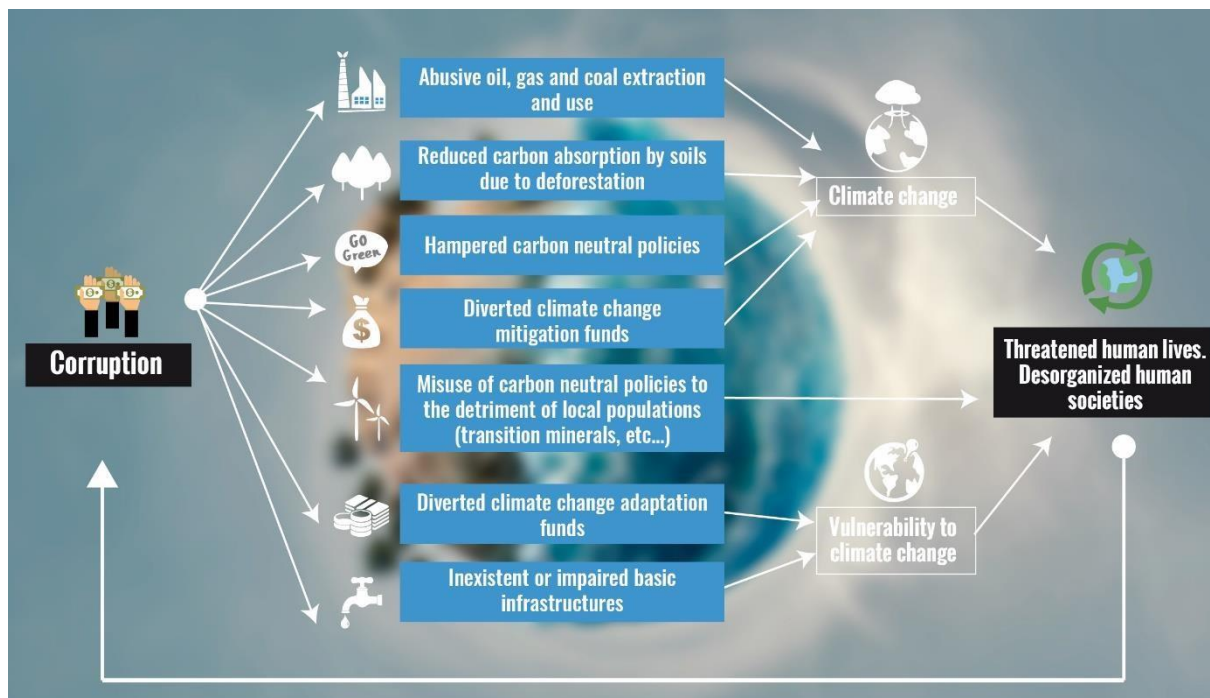 Abusive oil, gas and coal extraction
and use
Reduced carbon absorption by soils
due to deforestation
Climate change
GO
Green
Hampered carbon neutral policies
$
Diverted climate change
mitigation funds
Corruption
Threatened human lives.
Desorganized human
societies
Misuse of carbon neutral policies to
the detriment of local populations
(transition minerals, etc...)
Diverted climate change adaptation
funds
Vulnerability to
climate change
Inexistent or impaired basic
infrastructures